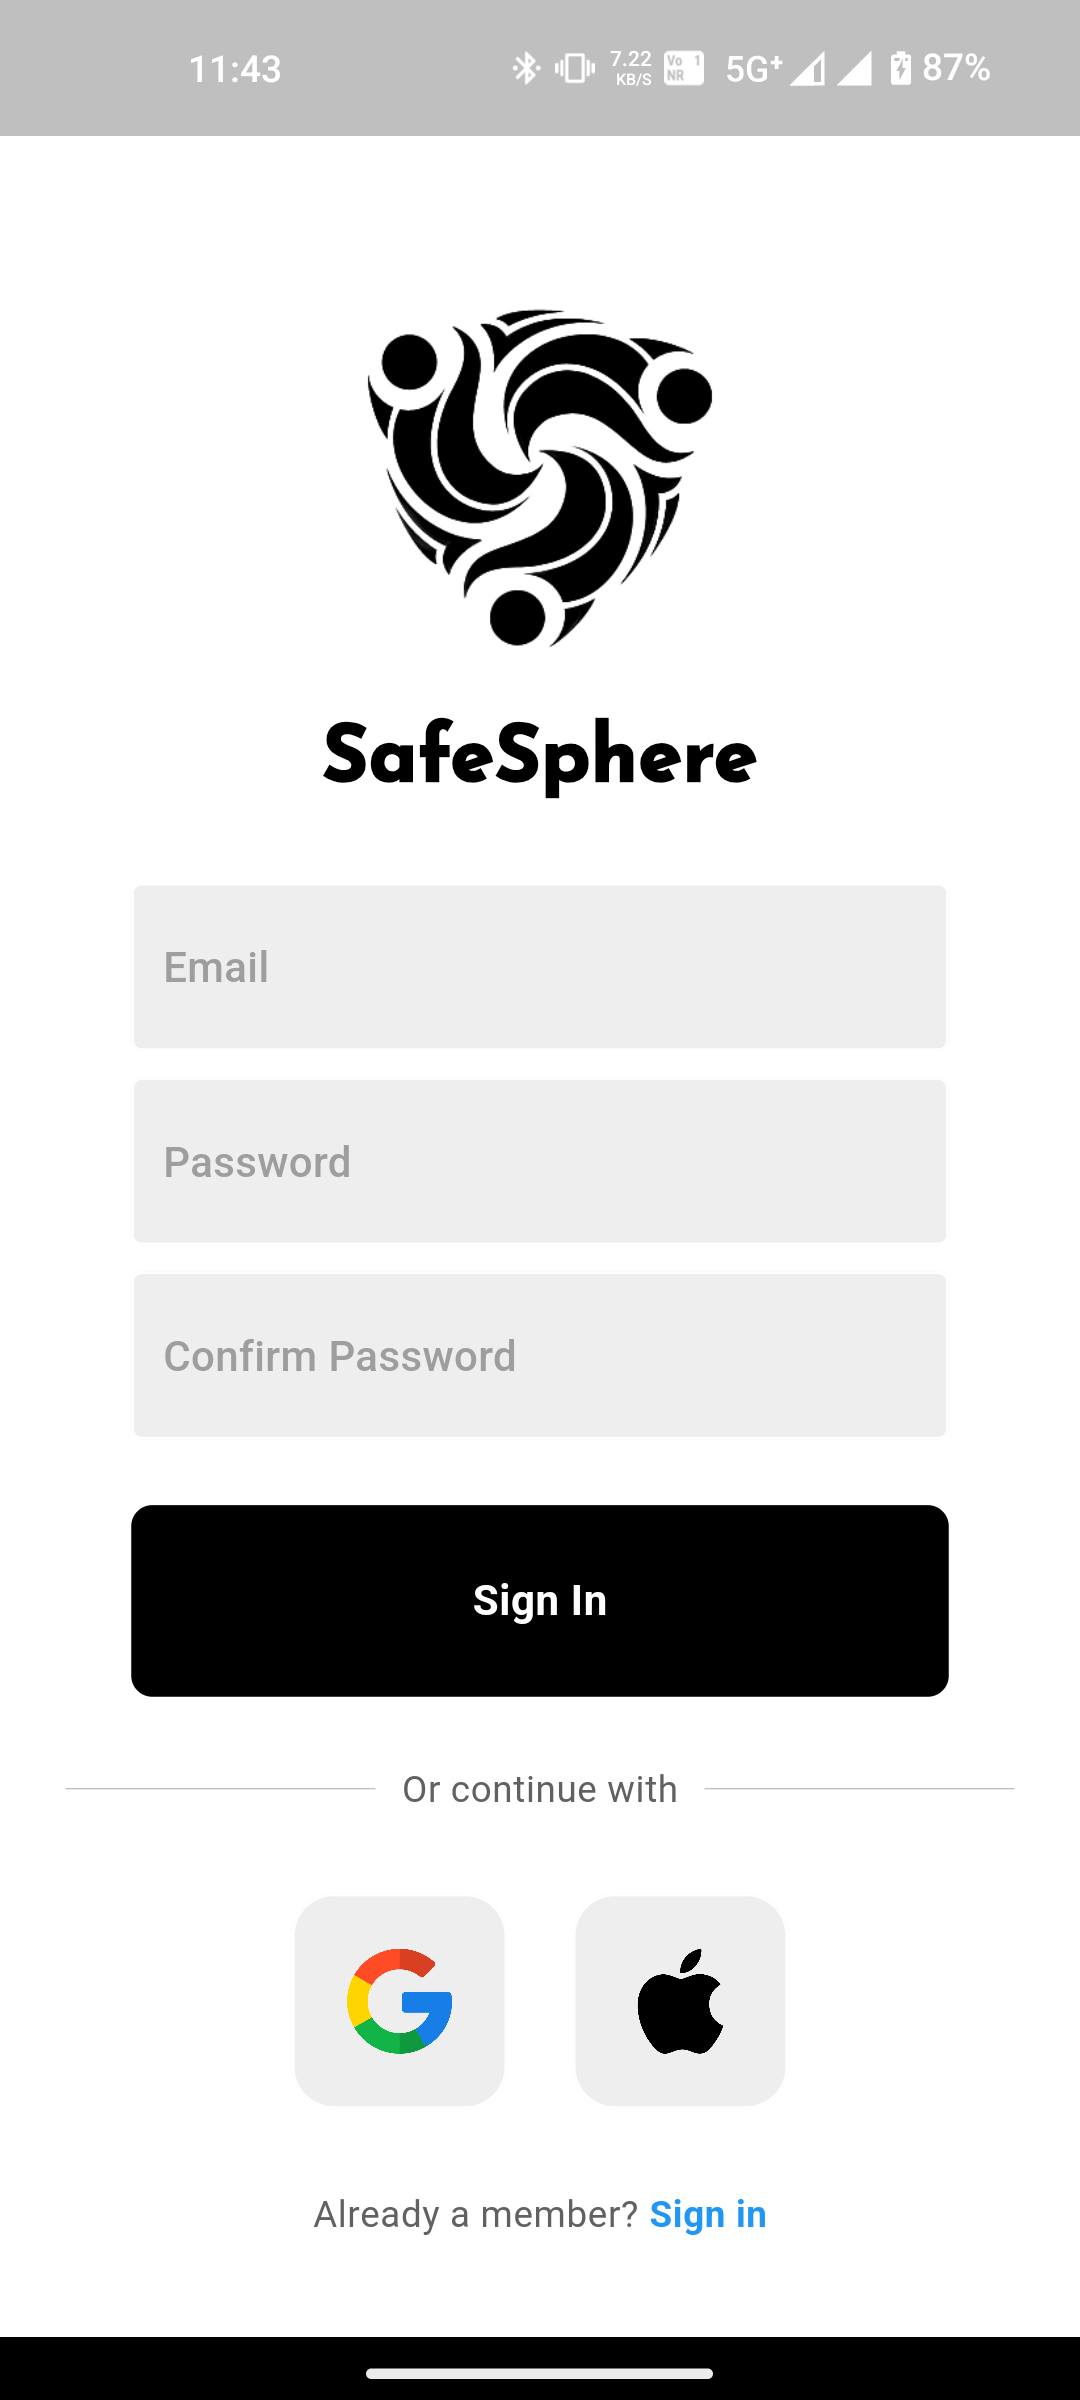 11:43 7.22 KB/S Vo 1 NR 5G+ 87%
SafeSphere
Email
Password
Confirm Password
Sign In
Or continue with
Already a member? Sign in